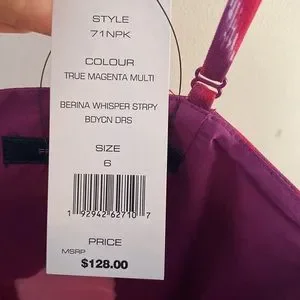 STYLE
71NPK
COLOUR
TRUE MAGENTA MULTI
BERINA WHISPER STRPY
BDYCN DRS
SIZE
6
1 92942 62710 7
PRICE
MSRP $128.00